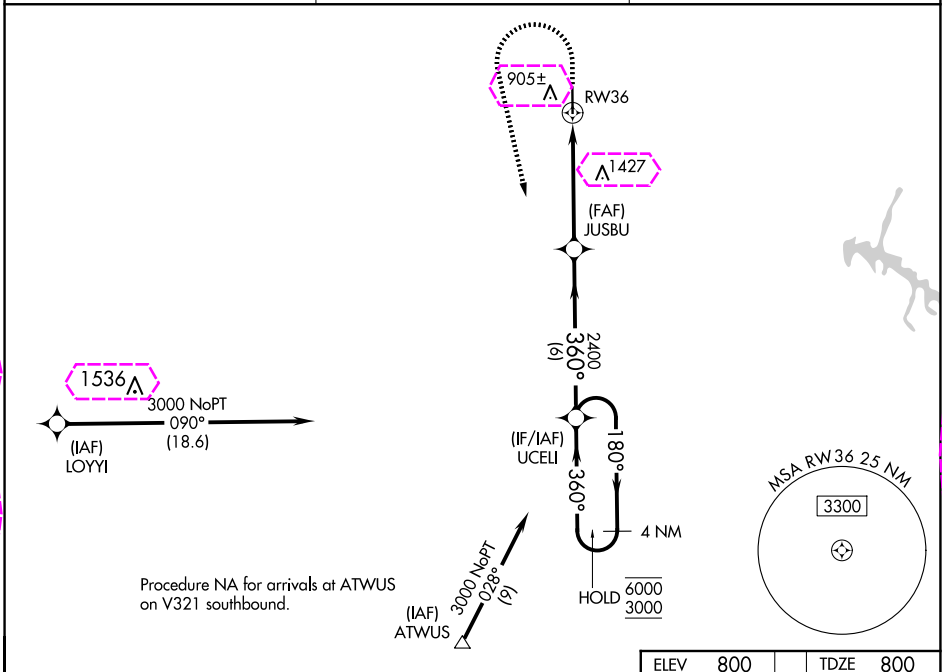 905±
RW36
1427
(FAF)
JUSBU
2400
360°
(6)
1536
3000 NoPT
090°
(18.6)
(IAF)
LOYYI
(IF/IAF)
UCELI
180°
360°
MSA RW36 25 NM
3300
4 NM
3000 NoPT
028°
(9)
HOLD 6000
3000
Procedure NA for arrivals at ATWUS
on V321 southbound.
(IAF)
ATWUS
ELEV 800 TDZE 800